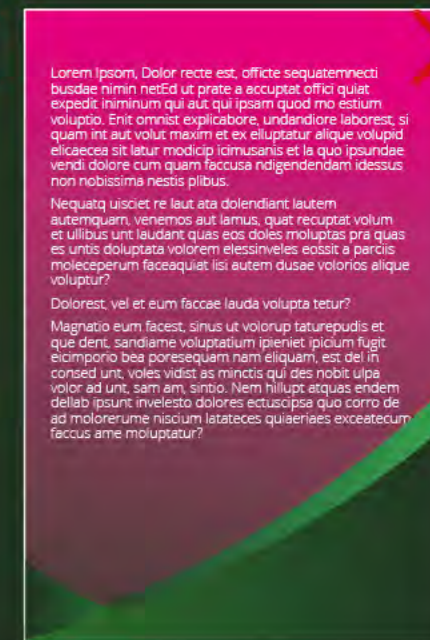 Lorem Ipsom, Dolor recte est, officte sequatemnecti
busdae nimin netEd ut prate a accuptat offici quiat
expedit iniminum qui aut qui ipsam quod mo estium
voluptio. Enit omnist explicabore, undandiore laborest, si
quam int aut volut maxim et ex elluptatur alique volupid
elicaecea sit latur modicip icimusanis et la quo ipsundae
vendi dolore cum quam faccusa ndigendendam idessus
non nobissima nestis plibus.
Nequatq uisciet re laut ata dolendiant lautem
autemquam, venemos aut lamus, quat recuptat volum
et ullibus unt laudant quas eos doles moluptas pra quas
es untis doluptata volorem elessinveles eossit a parciis
moleceperum faceaquiat iisi autem dusae volorios alique
voluptur?
Dolorest, vel et eum faccae lauda volupta tetur?
Magnatio eum facest, sinus ut volorup taturepudis et
que dent, sandiame voluptatium ipieniet ipicium fugit
eicimporio bea poresequam nam eliquam, est del in
consed unt, voles vidist as minctis qui des nobit ulpa
volor ad unt, sam am, sintio. Nem hillupt atquas endem
dellab ipsunt invelesto dolores ectuscipsa quo corro de
ad molorerume niscium latateces quiaeriaes exceatecum
faccus ame moluptatur?